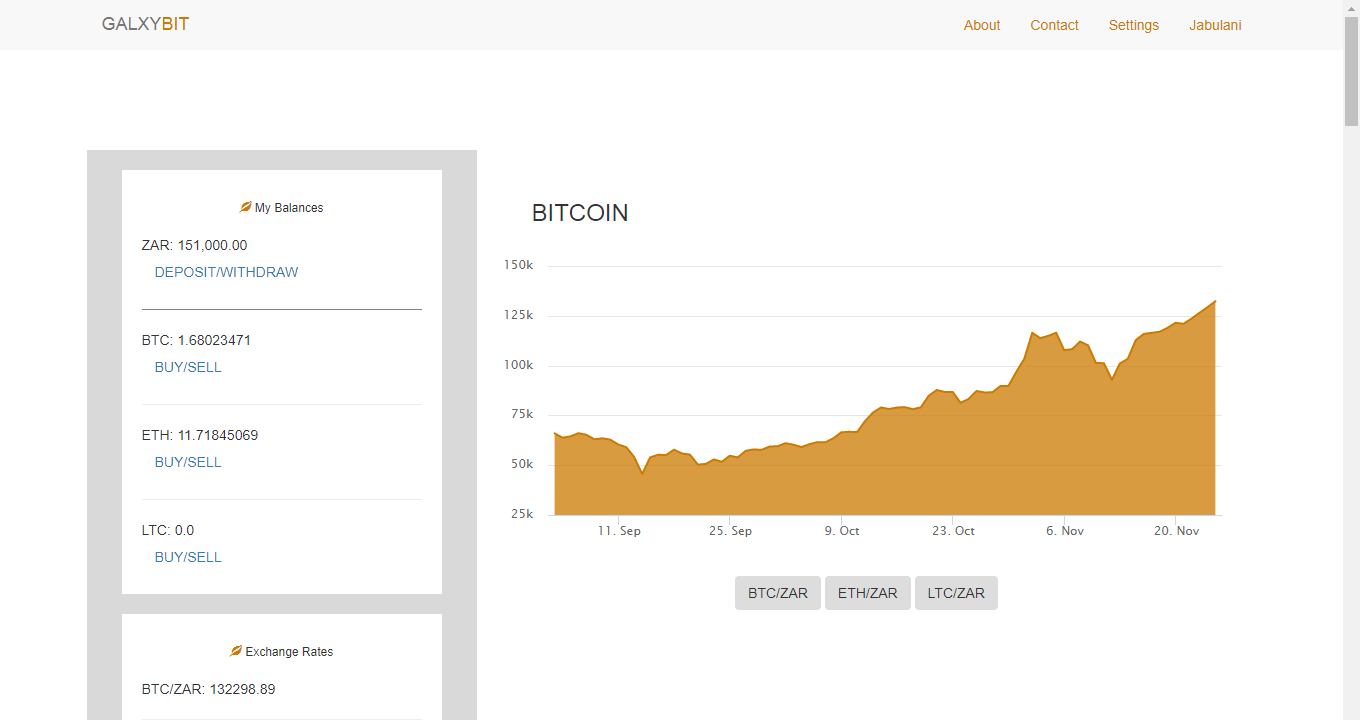 GALXYBIT
About Contact Settings Jabulani
My Balances
ZAR: 151,000.00
DEPOSIT/WITHDRAW
BTC: 1.68023471
BUY/SELL
ETH: 11.71845069
BUY/SELL
LTC: 0.0
BUY/SELL
Exchange Rates
BTC/ZAR: 132298.89
BITCOIN
150k
125k
100k
75k
50k
25k
11. Sep 25. Sep 9. Oct 23. Oct 6. Nov 20. Nov
BTC/ZAR ETH/ZAR LTC/ZAR